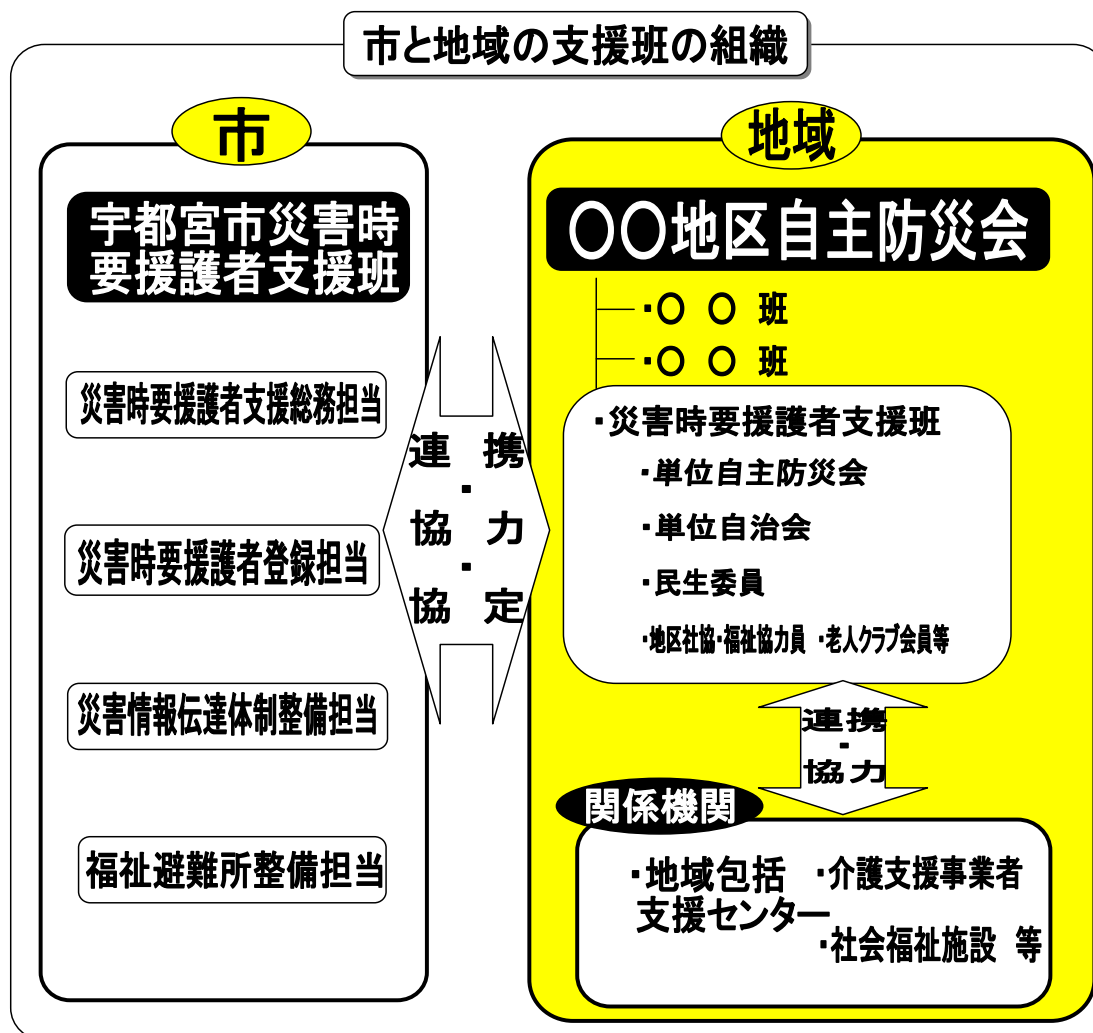 市と地域の支援班の組織
市
宇都宮市災害時
要援護者支援班
災害時要援護者支援総務担当
災害時要援護者登録担当
災害情報伝達体制整備担当
福祉避難所整備担当
連 携
・
協 力
・
協 定
地域
〇〇地区自主防災会
・〇 〇 班
・〇 〇 班
・災害時要援護者支援班
・単位自主防災会
・単位自治会
・民生委員
・地区社協・福祉協力員 ・老人クラブ会員等
連携
・
協力
関係機関
・地域包括
支援センター
・介護支援事業者
・社会福祉施設 等